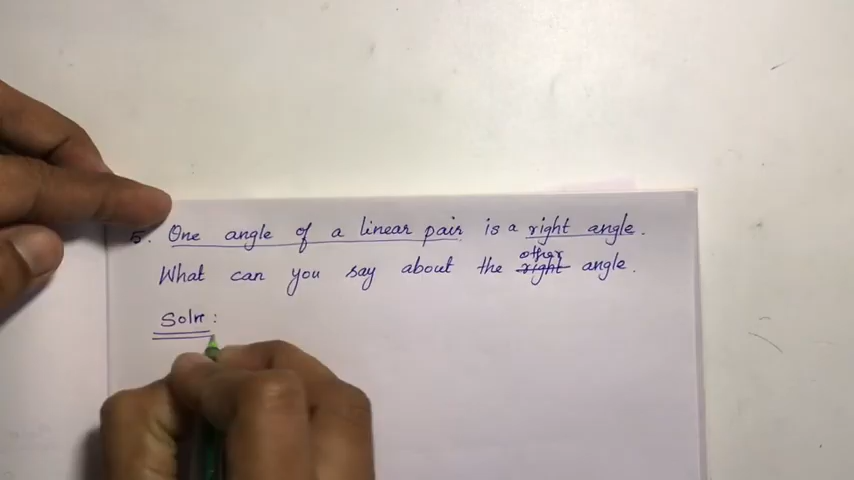 5. One angle of a linear pair is a right angle.
What can you say about the right other angle.
Soln: